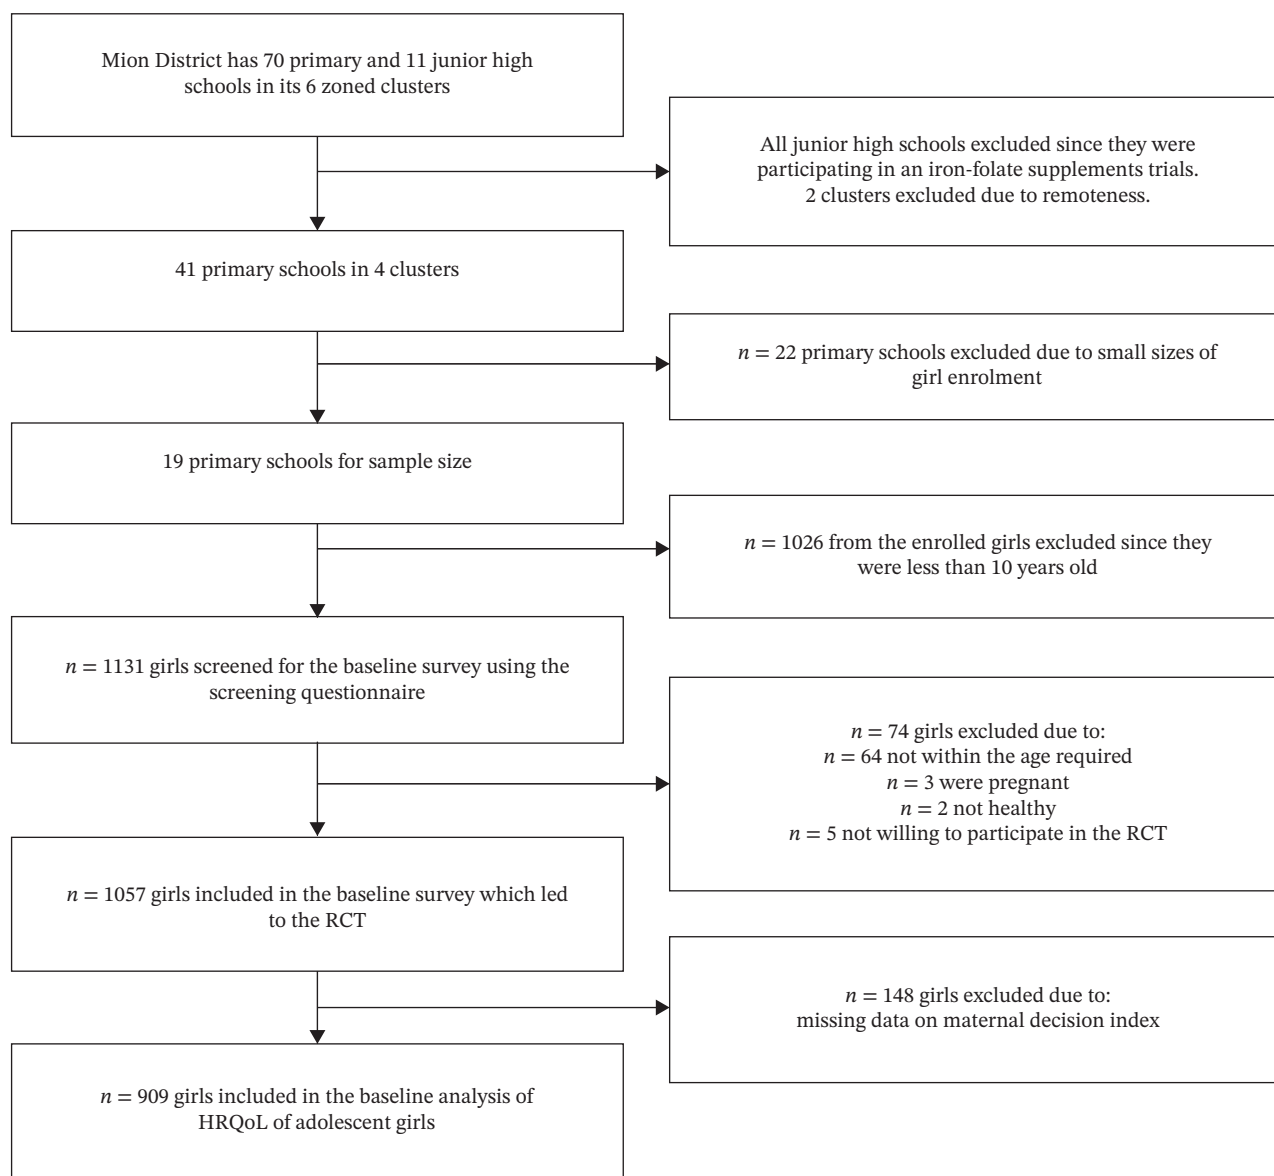 Mion District has 70 primary and 11 junior high
schools in its 6 zoned clusters
All junior high schools excluded since they were
participating in an iron-folate supplements trials.
2 clusters excluded due to remoteness.
41 primary schools in 4 clusters
n = 22 primary schools excluded due to small sizes of
girl enrolment
19 primary schools for sample size
n = 1026 from the enrolled girls excluded since they
were less than 10 years old
n = 1131 girls screened for the baseline survey using the
screening questionnaire
n = 74 girls excluded due to:
n = 64 not within the age required
n = 3 were pregnant
n = 2 not healthy
n = 5 not willing to participate in the RCT
n = 1057 girls included in the baseline survey which led
to the RCT
n = 148 girls excluded due to:
missing data on maternal decision index
n = 909 girls included in the baseline analysis of
HRQoL of adolescent girls